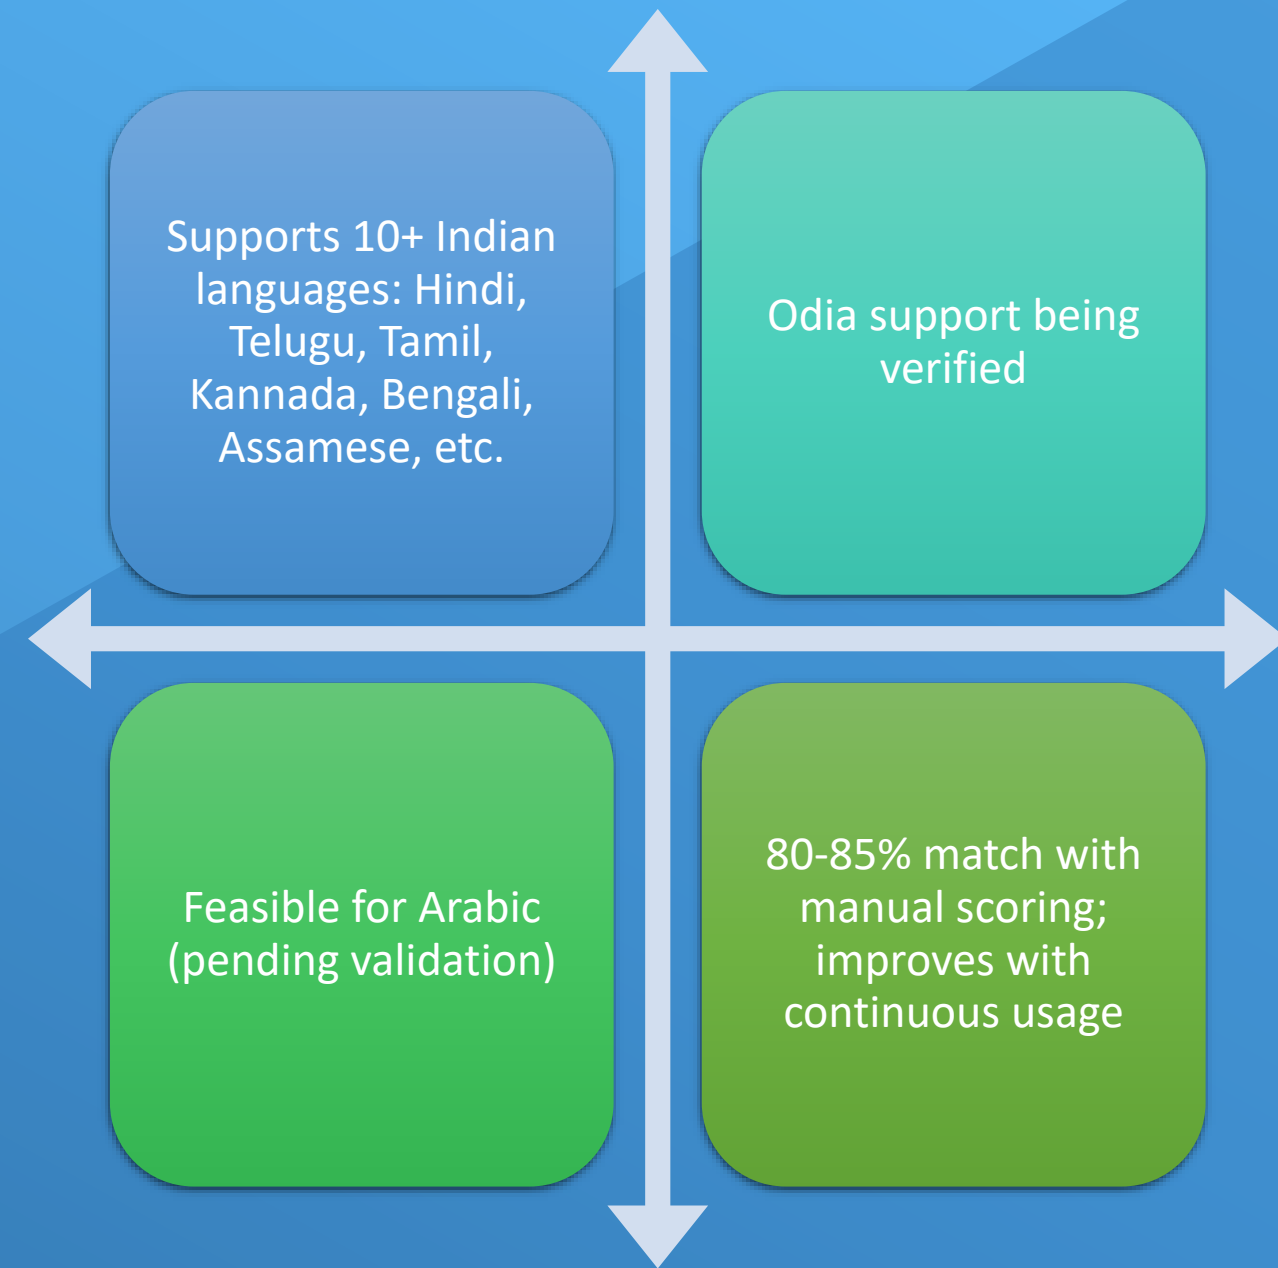 Supports 10+ Indian
languages: Hindi,
Telugu, Tamil,
Kannada, Bengali,
Assamese, etc.
Odia support being
verified
Feasible for Arabic
(pending validation)
80-85% match with
manual scoring;
improves with
continuous usage